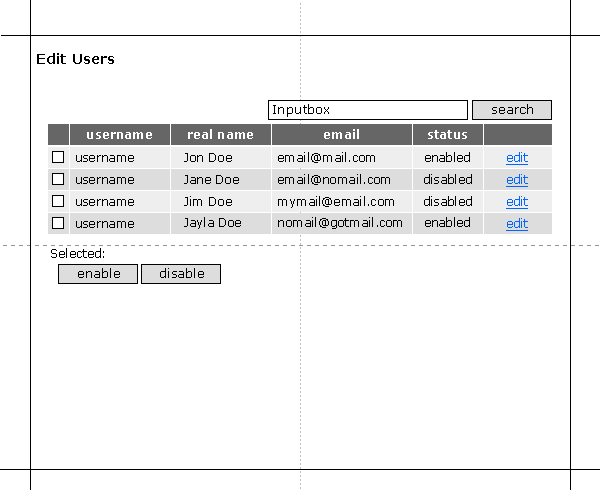 Edit Users
Inputbox search
username real name email status
username Jon Doe email@mail.com enabled edit
username Jane Doe email@nomail.com disabled edit
username Jim Doe mymail@email.com disabled edit
username Jayla Doe nomail@gotmail.com enabled edit
Selected:
enable disable